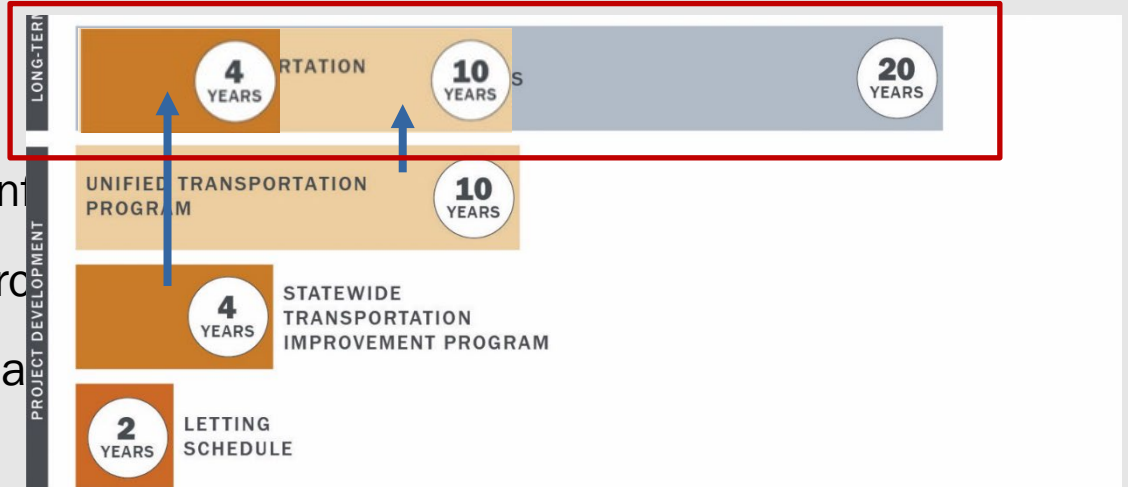 LONG-TERM
4
YEARS
RTATION
10
YEARS
S
20
YEARS
PROJECT DEVELOPMENT
UNIFIED TRANSPORTATION
PROGRAM
10
YEARS
4
YEARS
STATEWIDE
TRANSPORTATION
IMPROVEMENT PROGRAM
2
YEARS
LETTING
SCHEDULE